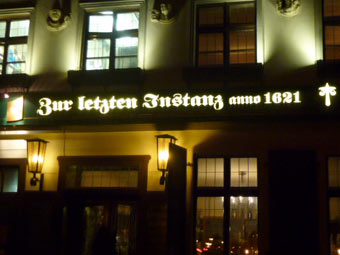 Zur letzten Instanz anno 1621